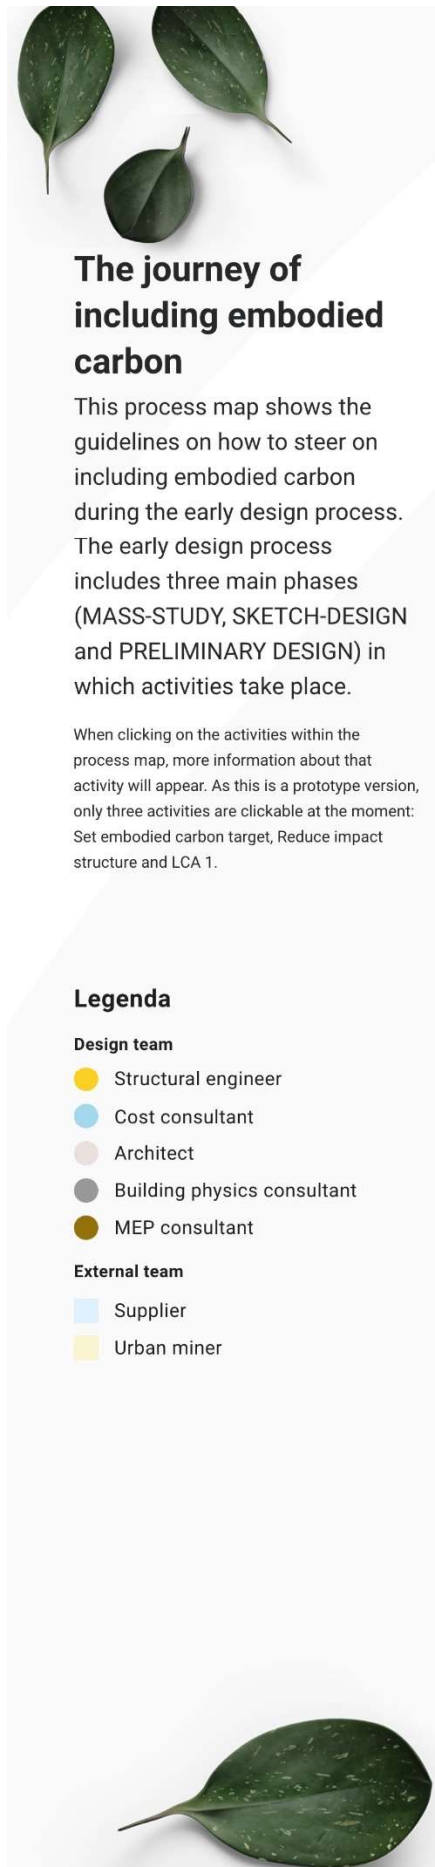 The journey of
including embodied
carbon
This process map shows the
guidelines on how to steer on
including embodied carbon
during the early design process.
The early design process
includes three main phases
(MASS-STUDY, SKETCH-DESIGN
and PRELIMINARY DESIGN) in
which activities take place.
When clicking on the activities within the
process map, more information about that
activity will appear. As this is a prototype version,
only three activities are clickable at the moment:
Set embodied carbon target, Reduce impact
structure and LCA 1.
Legenda
Design team
Structural engineer
Cost consultant
Architect
Building physics consultant
MEP consultant
External team
Supplier
Urban miner